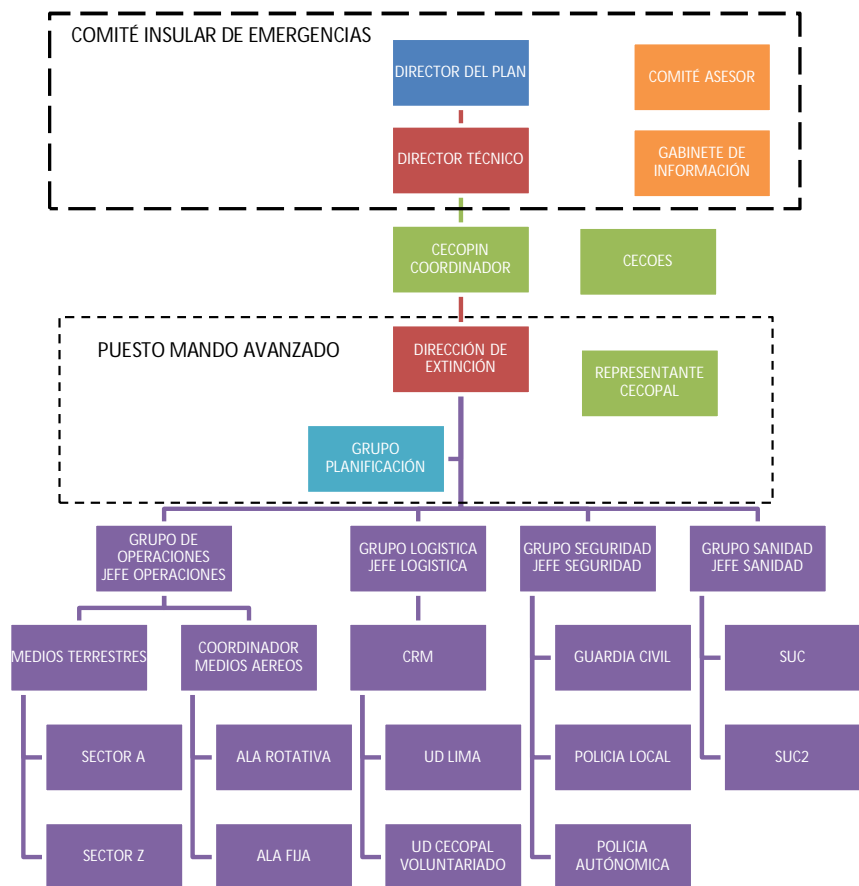 COMITÉ INSULAR DE EMERGENCIAS
DIRECTOR DEL PLAN
COMITÉ ASESOR
DIRECTOR TÉCNICO
GABINETE DE
INFORMACIÓN
CECOPIN
COORDINADOR
CECOES
PUESTO MANDO AVANZADO
DIRECCIÓN DE
EXTINCIÓN
REPRESENTANTE
CECOPAL
GRUPO
PLANIFICACIÓN
GRUPO DE
OPERACIONES
JEFE OPERACIONES
GRUPO LOGISTICA
JEFE LOGISTICA
GRUPO SEGURIDAD
JEFE SEGURIDAD
GRUPO SANIDAD
JEFE SANIDAD
MEDIOS TERRESTRES
COORDINADOR
MEDIOS AEREOS
CRM
GUARDIA CIVIL
SUC
SECTOR A
ALA ROTATIVA
UD LIMA
POLICIA LOCAL
SUC2
SECTOR Z
ALA FIJA
UD CECOPAL
VOLUNTARIADO
POLICIA
AUTÓNOMICA